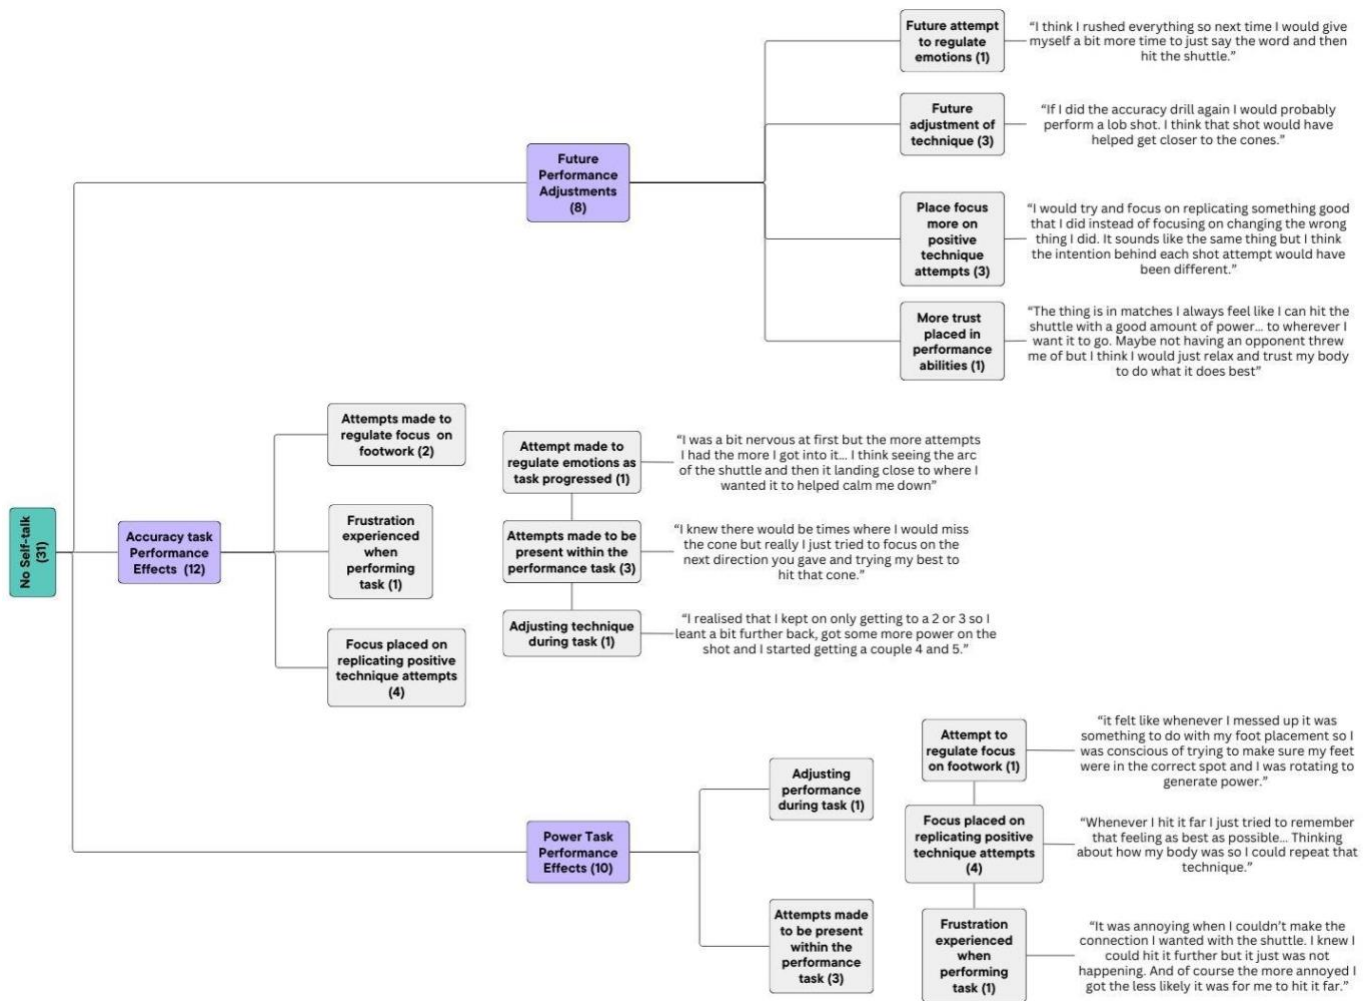 Future attempt
to regulate
emotions (1)
“I think I rushed everything so next time I would give
myself a bit more time to just say the word and then
hit the shuttle.”
Future
adjustment of
technique (3)
“If I did the accuracy drill again I would probably
perform a lob shot. I think that shot would have
helped get closer to the cones.”
Future
Performance
Adjustments
(8)
Place focus
more on
positive
technique
attempts (3)
“I would try and focus on replicating something good
that I did instead of focusing on changing the wrong
thing I did. It sounds like the same thing but I think
the intention behind each shot attempt would have
been different.”
More trust
placed in
performance
abilities (1)
“The thing is in matches I always feel like I can hit the
shuttle with a good amount of power... to wherever I
want it to go. Maybe not having an opponent threw
me of but I think I would just relax and trust my body
to do what it does best”
No Self-talk
(31)
Accuracy task
Performance
Effects (12)
Attempts made to
regulate focus on
footwork (2)
Frustration
experienced
when
performing
task (1)
Focus placed on
replicating positive
technique attempts
(4)
Attempt made to
regulate emotions as
task progressed (1)
“I was a bit nervous at first but the more attempts
I had the more I got into it... I think seeing the arc
of the shuttle and then it landing close to where I
wanted it to helped calm me down”
Attempts made to be
present within the
performance task (3)
“I knew there would be times where I would miss
the cone but really I just tried to focus on the
next direction you gave and trying my best to
hit that cone.”
Adjusting technique
during task (1)
“I realised that I kept on only getting to a 2 or 3 so I
leant a bit further back, got some more power on the
shot and I started getting a couple 4 and 5.”
Power Task
Performance
Effects (10)
Adjusting
performance
during task (1)
Attempts made
to be present
within the
performance
task (3)
Attempt to
regulate focus
on footwork (1)
“it felt like whenever I messed up it was
something to do with my foot placement so I
was conscious of trying to make sure my feet
were in the correct spot and I was rotating to
generate power.”
Focus placed on
replicating positive
technique attempts
(4)
“Whenever I hit it far I just tried to remember
that feeling as best as possible... Thinking
about how my body was so I could repeat that
technique.”
Frustration
experienced
when
performing
task (1)
“It was annoying when I couldn’t make the
connection I wanted with the shuttle. I knew I
could hit it further but it just was not
happening. And of course the more annoyed I
got the less likely it was for me to hit it far.”